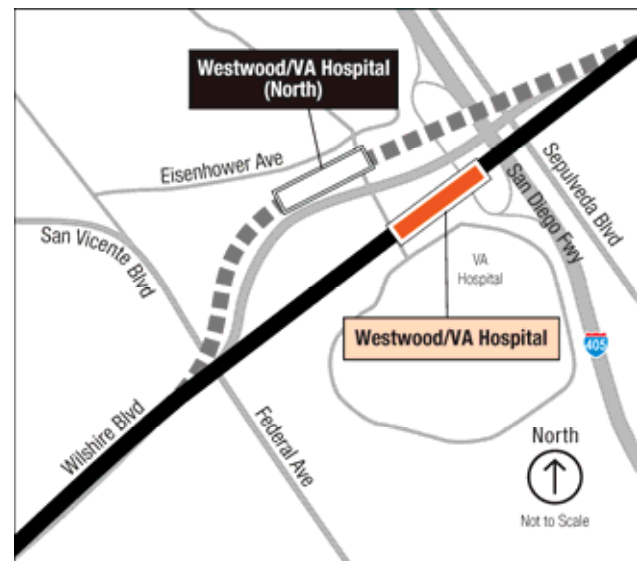 Westwood/VA Hospital
(North)
Eisenhower Ave
San Vicente Blvd
Sepulveda Blvd
San Diego Fwy
VA
Hospital
Westwood/VA Hospital
405
Wilshire Blvd
Federal Ave
North
Not to Scale